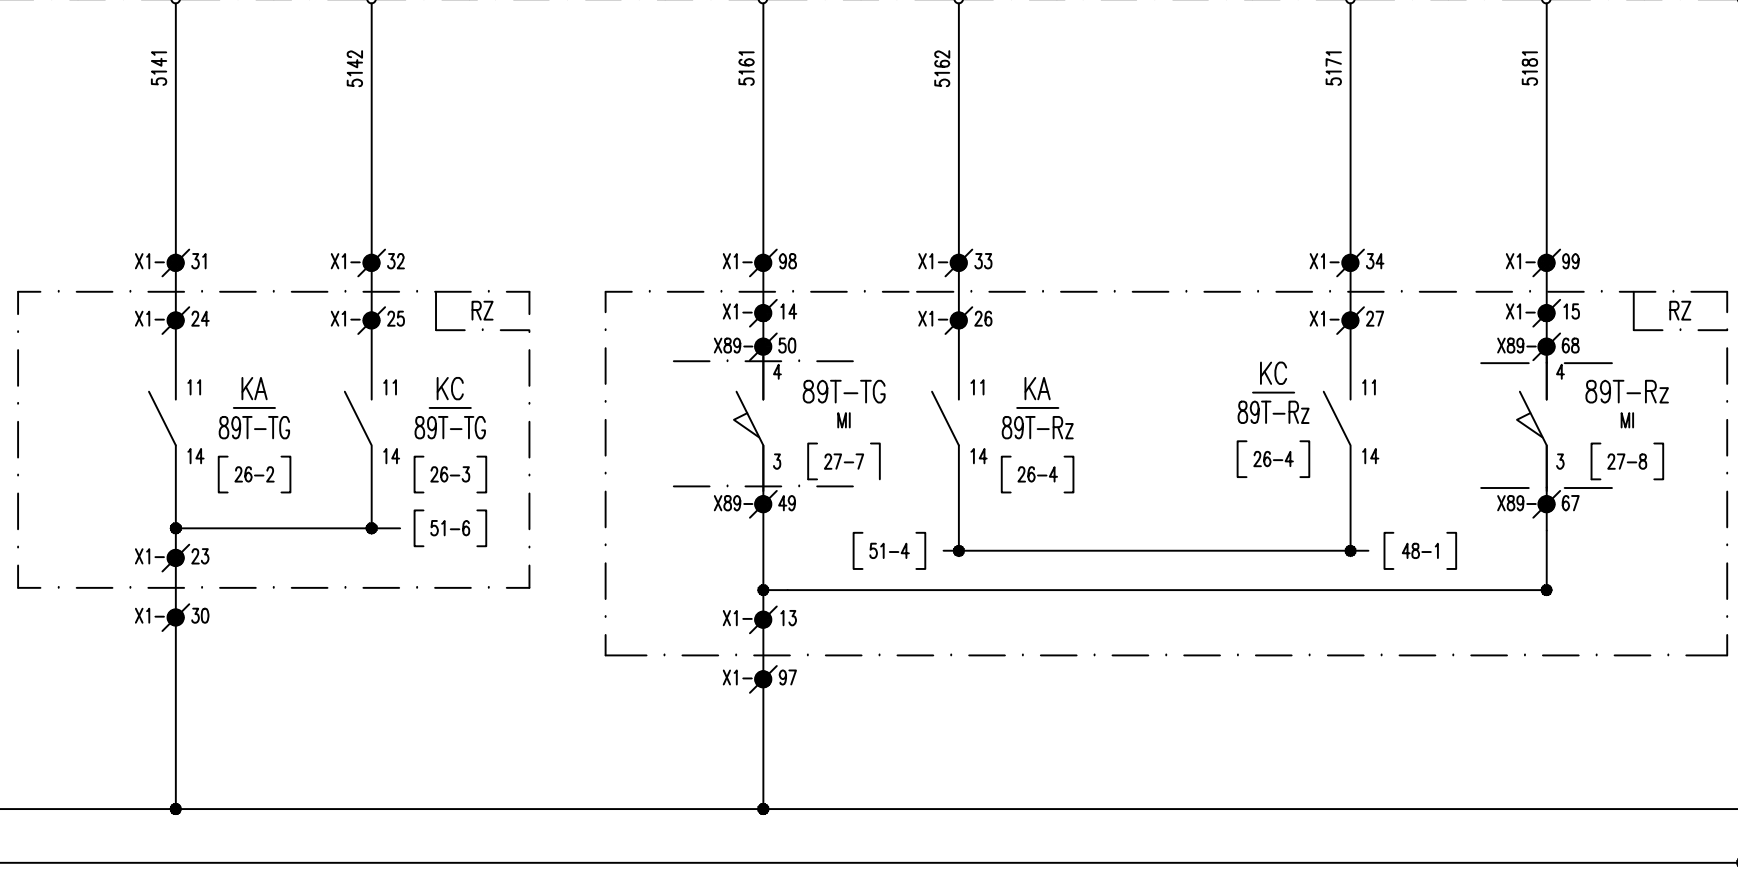 5141
5142
5161
5162
5171
5181
X1-31
X1-32
X1-98
X1-33
X1-34
X1-99
RZ
RZ
X1-24
X1-25
X1-14
X1-26
X1-27
X1-15
X89-50
X89-68
11
KA
89T-TG
14
[26-2]
11
KC
89T-TG
14
[26-3]
4
89T-TG
MI
3
[27-7]
11
KA
89T-Rz
14
[26-4]
KC
89T-Rz
[26-4]
11
14
4
89T-Rz
MI
3
[27-8]
X89-49
X89-67
[51-6]
[51-4]
[48-1]
X1-23
X1-30
X1-13
X1-97